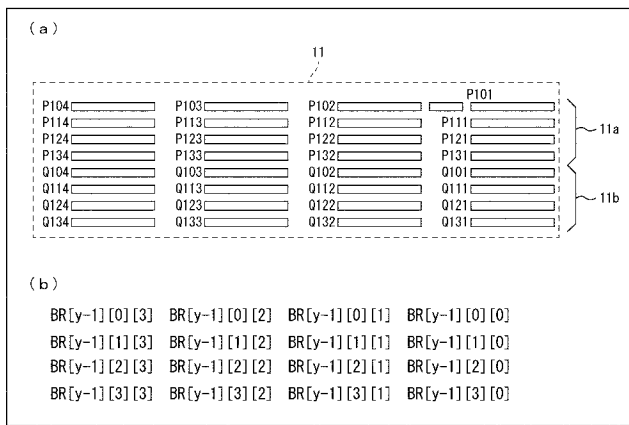 (a)
11
P101
P104 P103 P102
P114 P113 P112 P111
P124 P123 P122 P121
P134 P133 P132 P131
11a
Q104 Q103 Q102 Q101
Q114 Q113 Q112 Q111
Q124 Q123 Q122 Q121
Q134 Q133 Q132 Q131
11b
(b)
BR[y-1][0][3] BR[y-1][0][2] BR[y-1][0][1] BR[y-1][0][0]
BR[y-1][1][3] BR[y-1][1][2] BR[y-1][1][1] BR[y-1][1][0]
BR[y-1][2][3] BR[y-1][2][2] BR[y-1][2][1] BR[y-1][2][0]
BR[y-1][3][3] BR[y-1][3][2] BR[y-1][3][1] BR[y-1][3][0]